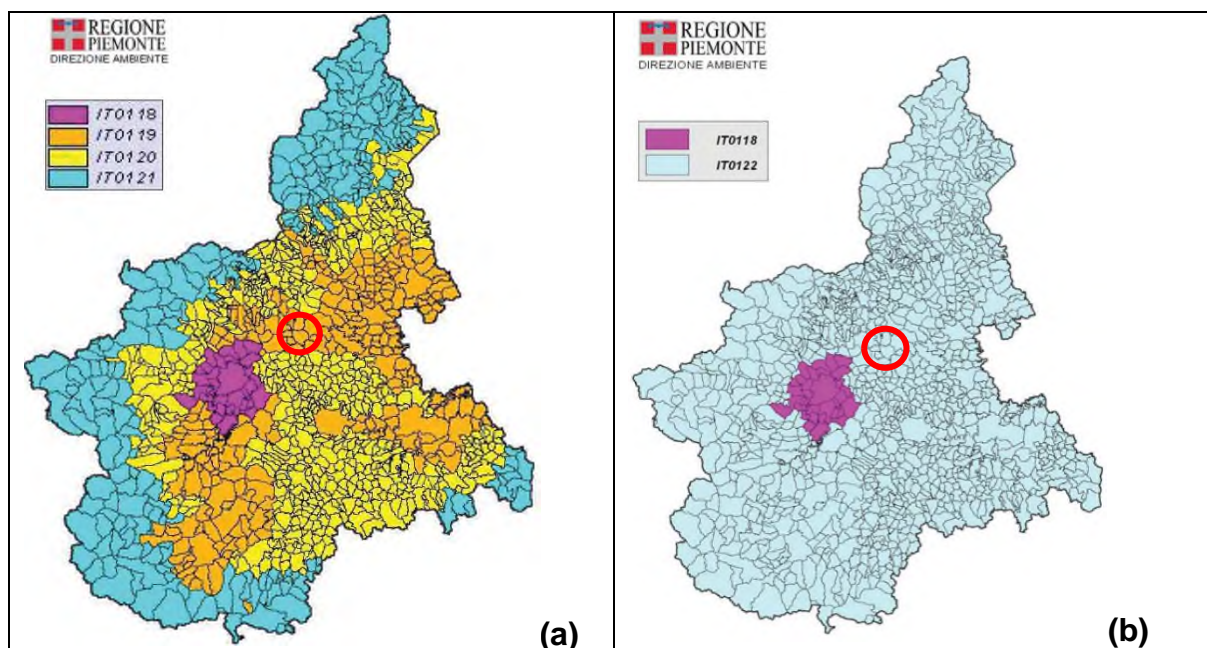 REGIONE
PIEMONTE
DIREZIONE AMBIENTE
IT0118
IT0119
IT0120
IT0121
(a)
REGIONE
PIEMONTE
DIREZIONE AMBIENTE
IT0118
IT0122
(b)